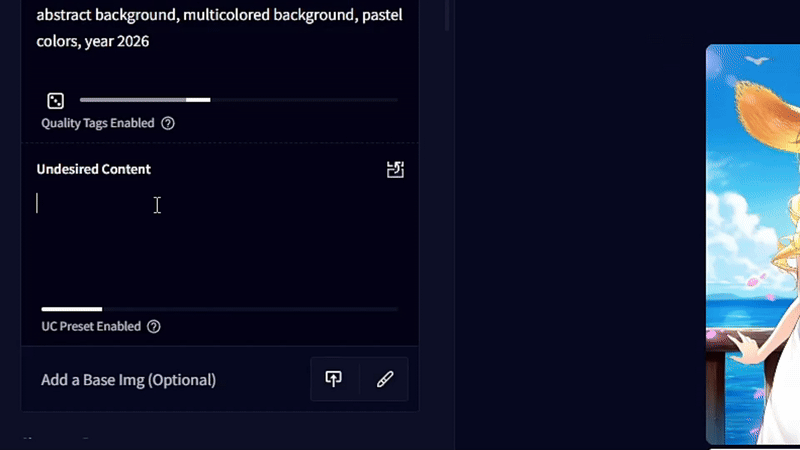 abstract background, multicolored background, pastel
colors, year 2026
Quality Tags Enabled
Undesired Content
UC Preset Enabled
Add a Base Img (Optional)